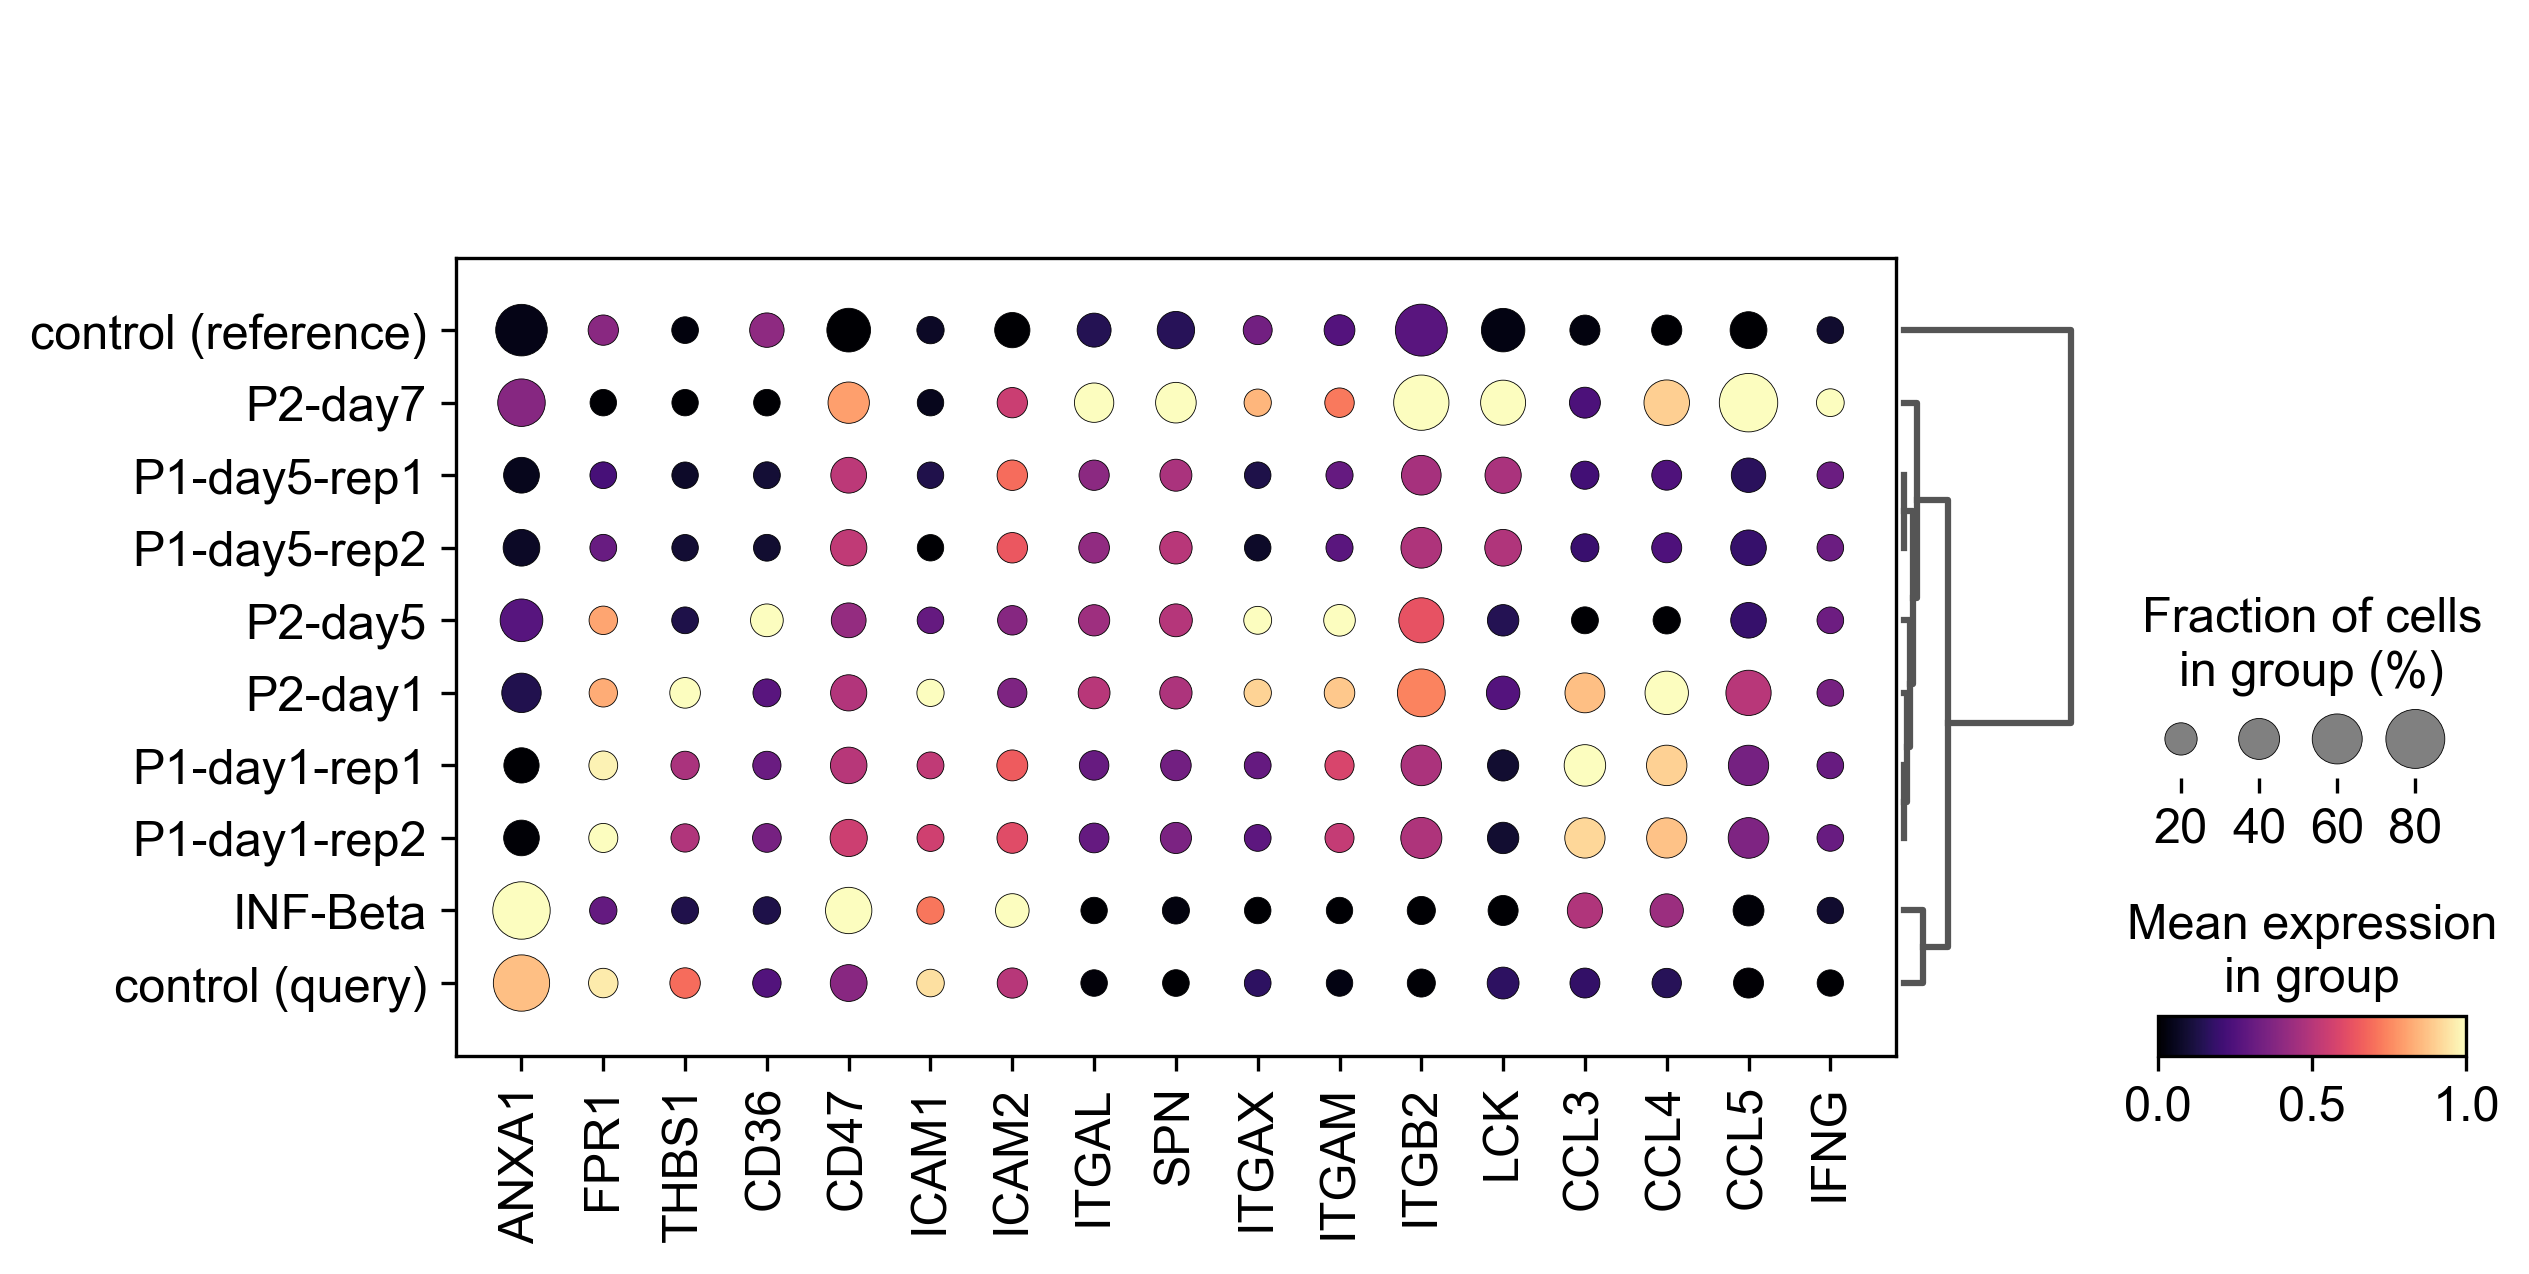 control (reference)
P2-day7
P1-day5-rep1
P1-day5-rep2
P2-day5
P2-day1
P1-day1-rep1
P1-day1-rep2
INF-Beta
control (query)
ANXA1
FPR1
THBS1
CD36
CD47
ICAM1
ICAM2
ITGAL
SPN
ITGAX
ITGAM
ITGB2
LCK
CCL3
CCL4
CCL5
IFNG
Fraction of cells
in group (%)
20 40 60 80
Mean expression
in group
0.0 0.5 1.0